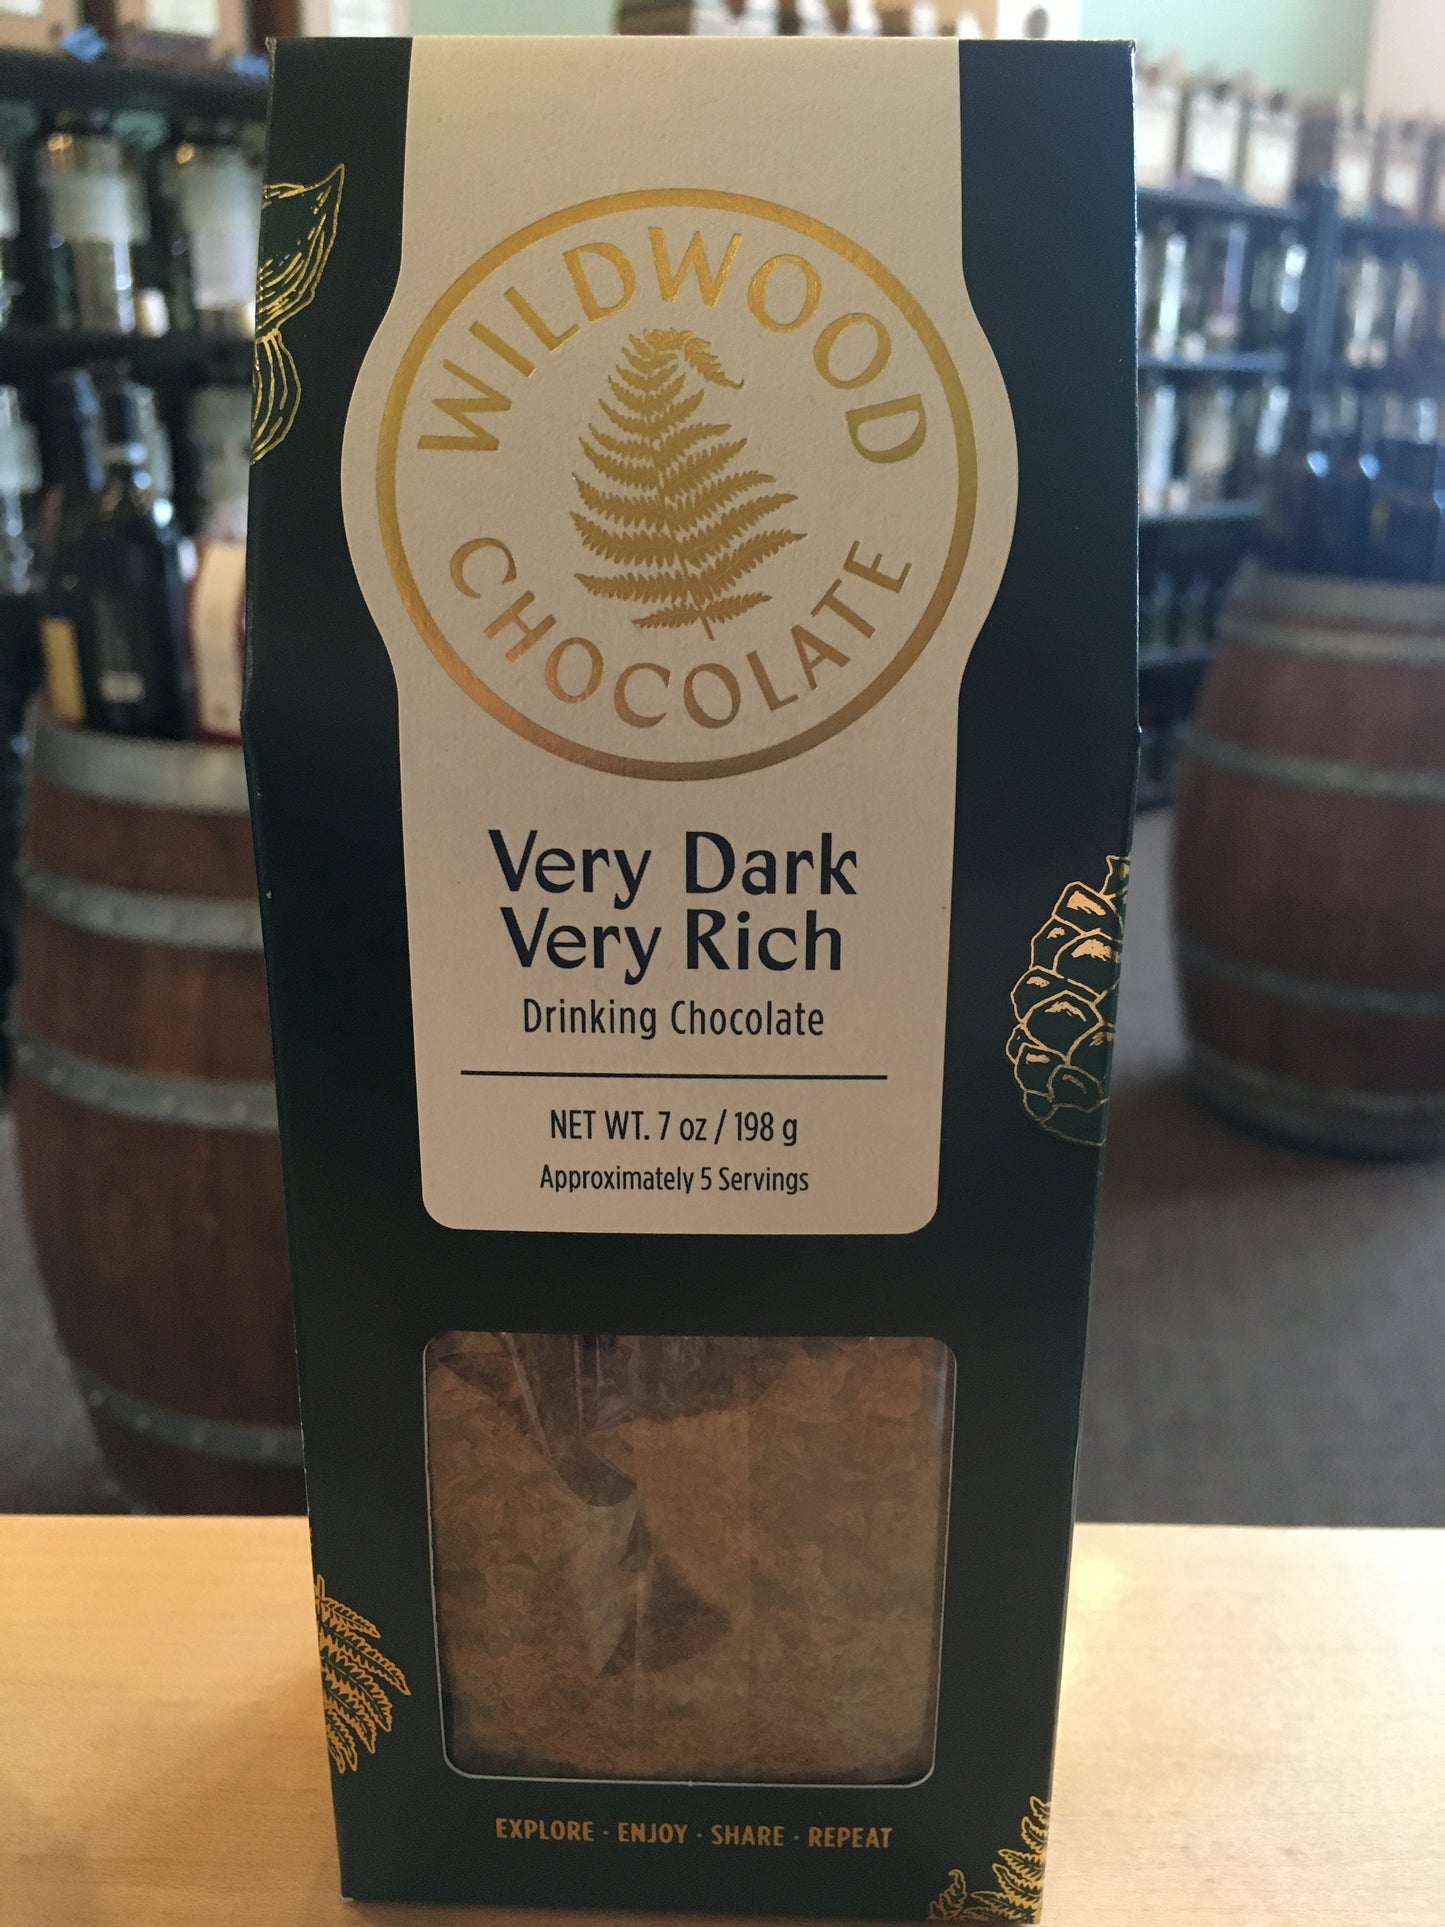 WILDWOOD
CHOCOLATE
Very Dark
Very Rich
Drinking Chocolate
NET WT. 7 oz / 198 g
Approximately 5 Servings
EXPLORE · ENJOY · SHARE · REPEAT